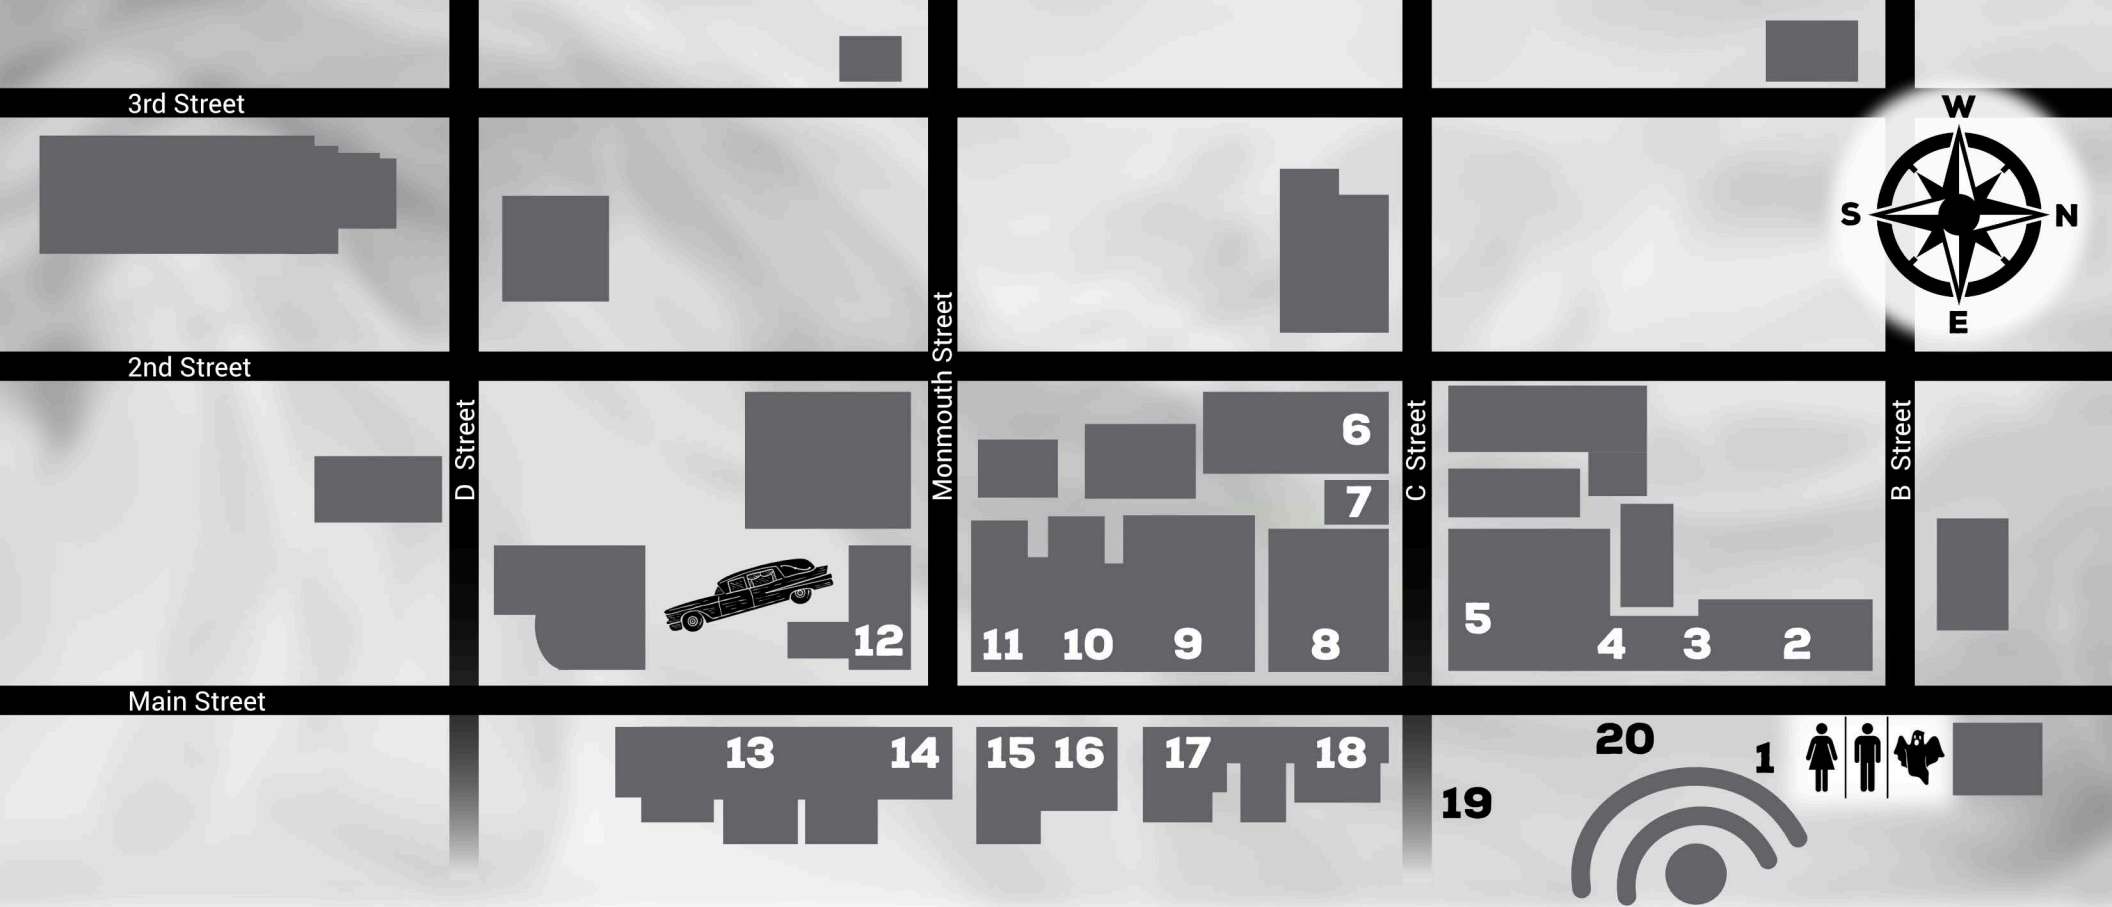 3rd Street
W
S
N
E
2nd Street
Monmouth Street
D Street
C Street
B Street
6
7
5
12
11
10
9
8
4
3
2
Main Street
13
14
15
16
17
18
20
1
19